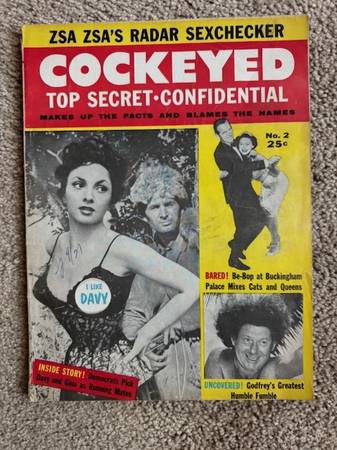 ZSA ZSA'S RADAR SEXCHECKER
COCKEYED
TOP SECRET·CONFIDENTIAL
MAKES UP THE FACTS AND BLAMES THE NAMES
No. 2
25¢
I LIKE
DAVY
BARED! Be-Bop at Buckingham
Palace Mixes Cats and Queens
INSIDE STORY! Democrats Pick
Davy and Gina as Running Mates
UNCOVERED! Godfrey's Greatest
Humble Fumble